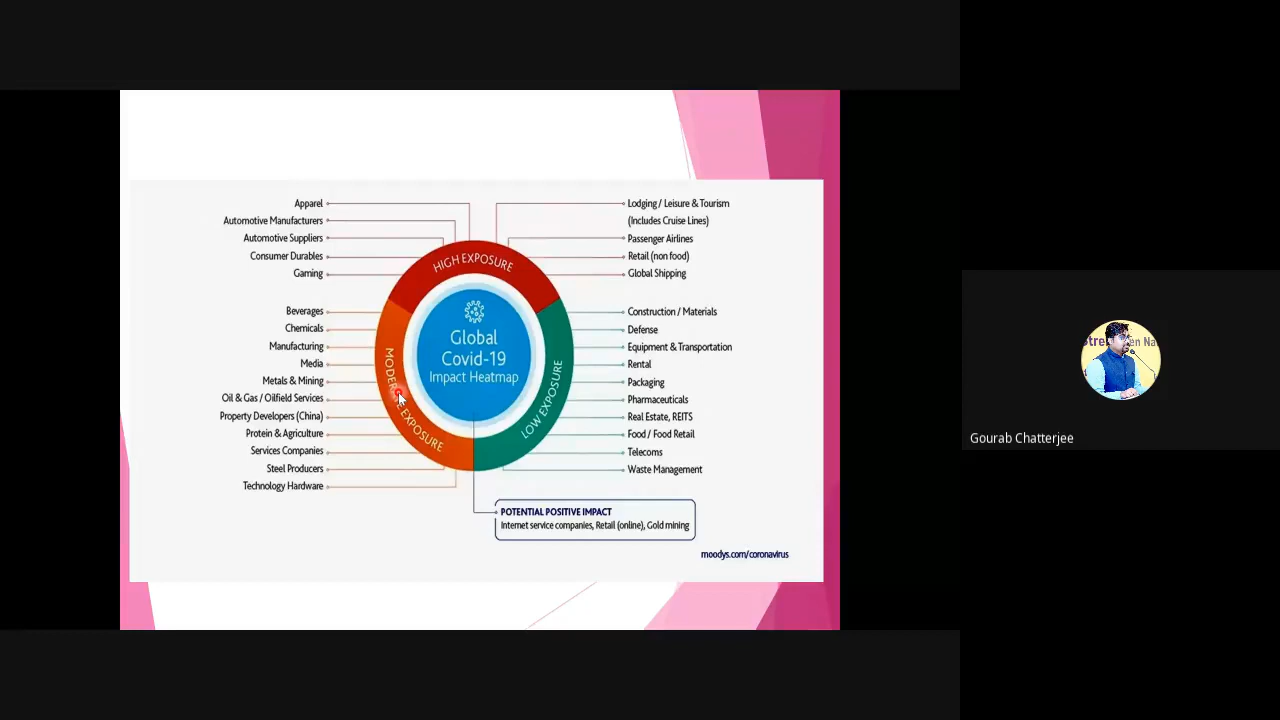 Apparel
Automotive Manufacturers
Automotive Suppliers
Consumer Durables
Gaming
Lodging / Leisure & Tourism
(Includes Cruise Lines)
Passenger Airlines
Retail (non food)
Global Shipping
HIGH EXPOSURE
Beverages
Chemicals
Manufacturing
Media
Metals & Mining
Oil & Gas / Oilfield Services
Property Developers (China)
Protein & Agriculture
Services Companies
Steel Producers
Technology Hardware
EXPOSURE
Global
Covid-19
Impact Heatmap
LOW EXPOSURE
Construction / Materials
Defense
Equipment & Transportation
Rental
Packaging
Pharmaceuticals
Real Estate, REITS
Food / Food Retail
Telecoms
Waste Management
POTENTIAL POSITIVE IMPACT
Internet service companies, Retail (online), Gold mining
moodys.com/coronavirus
Gourab Chatterjee